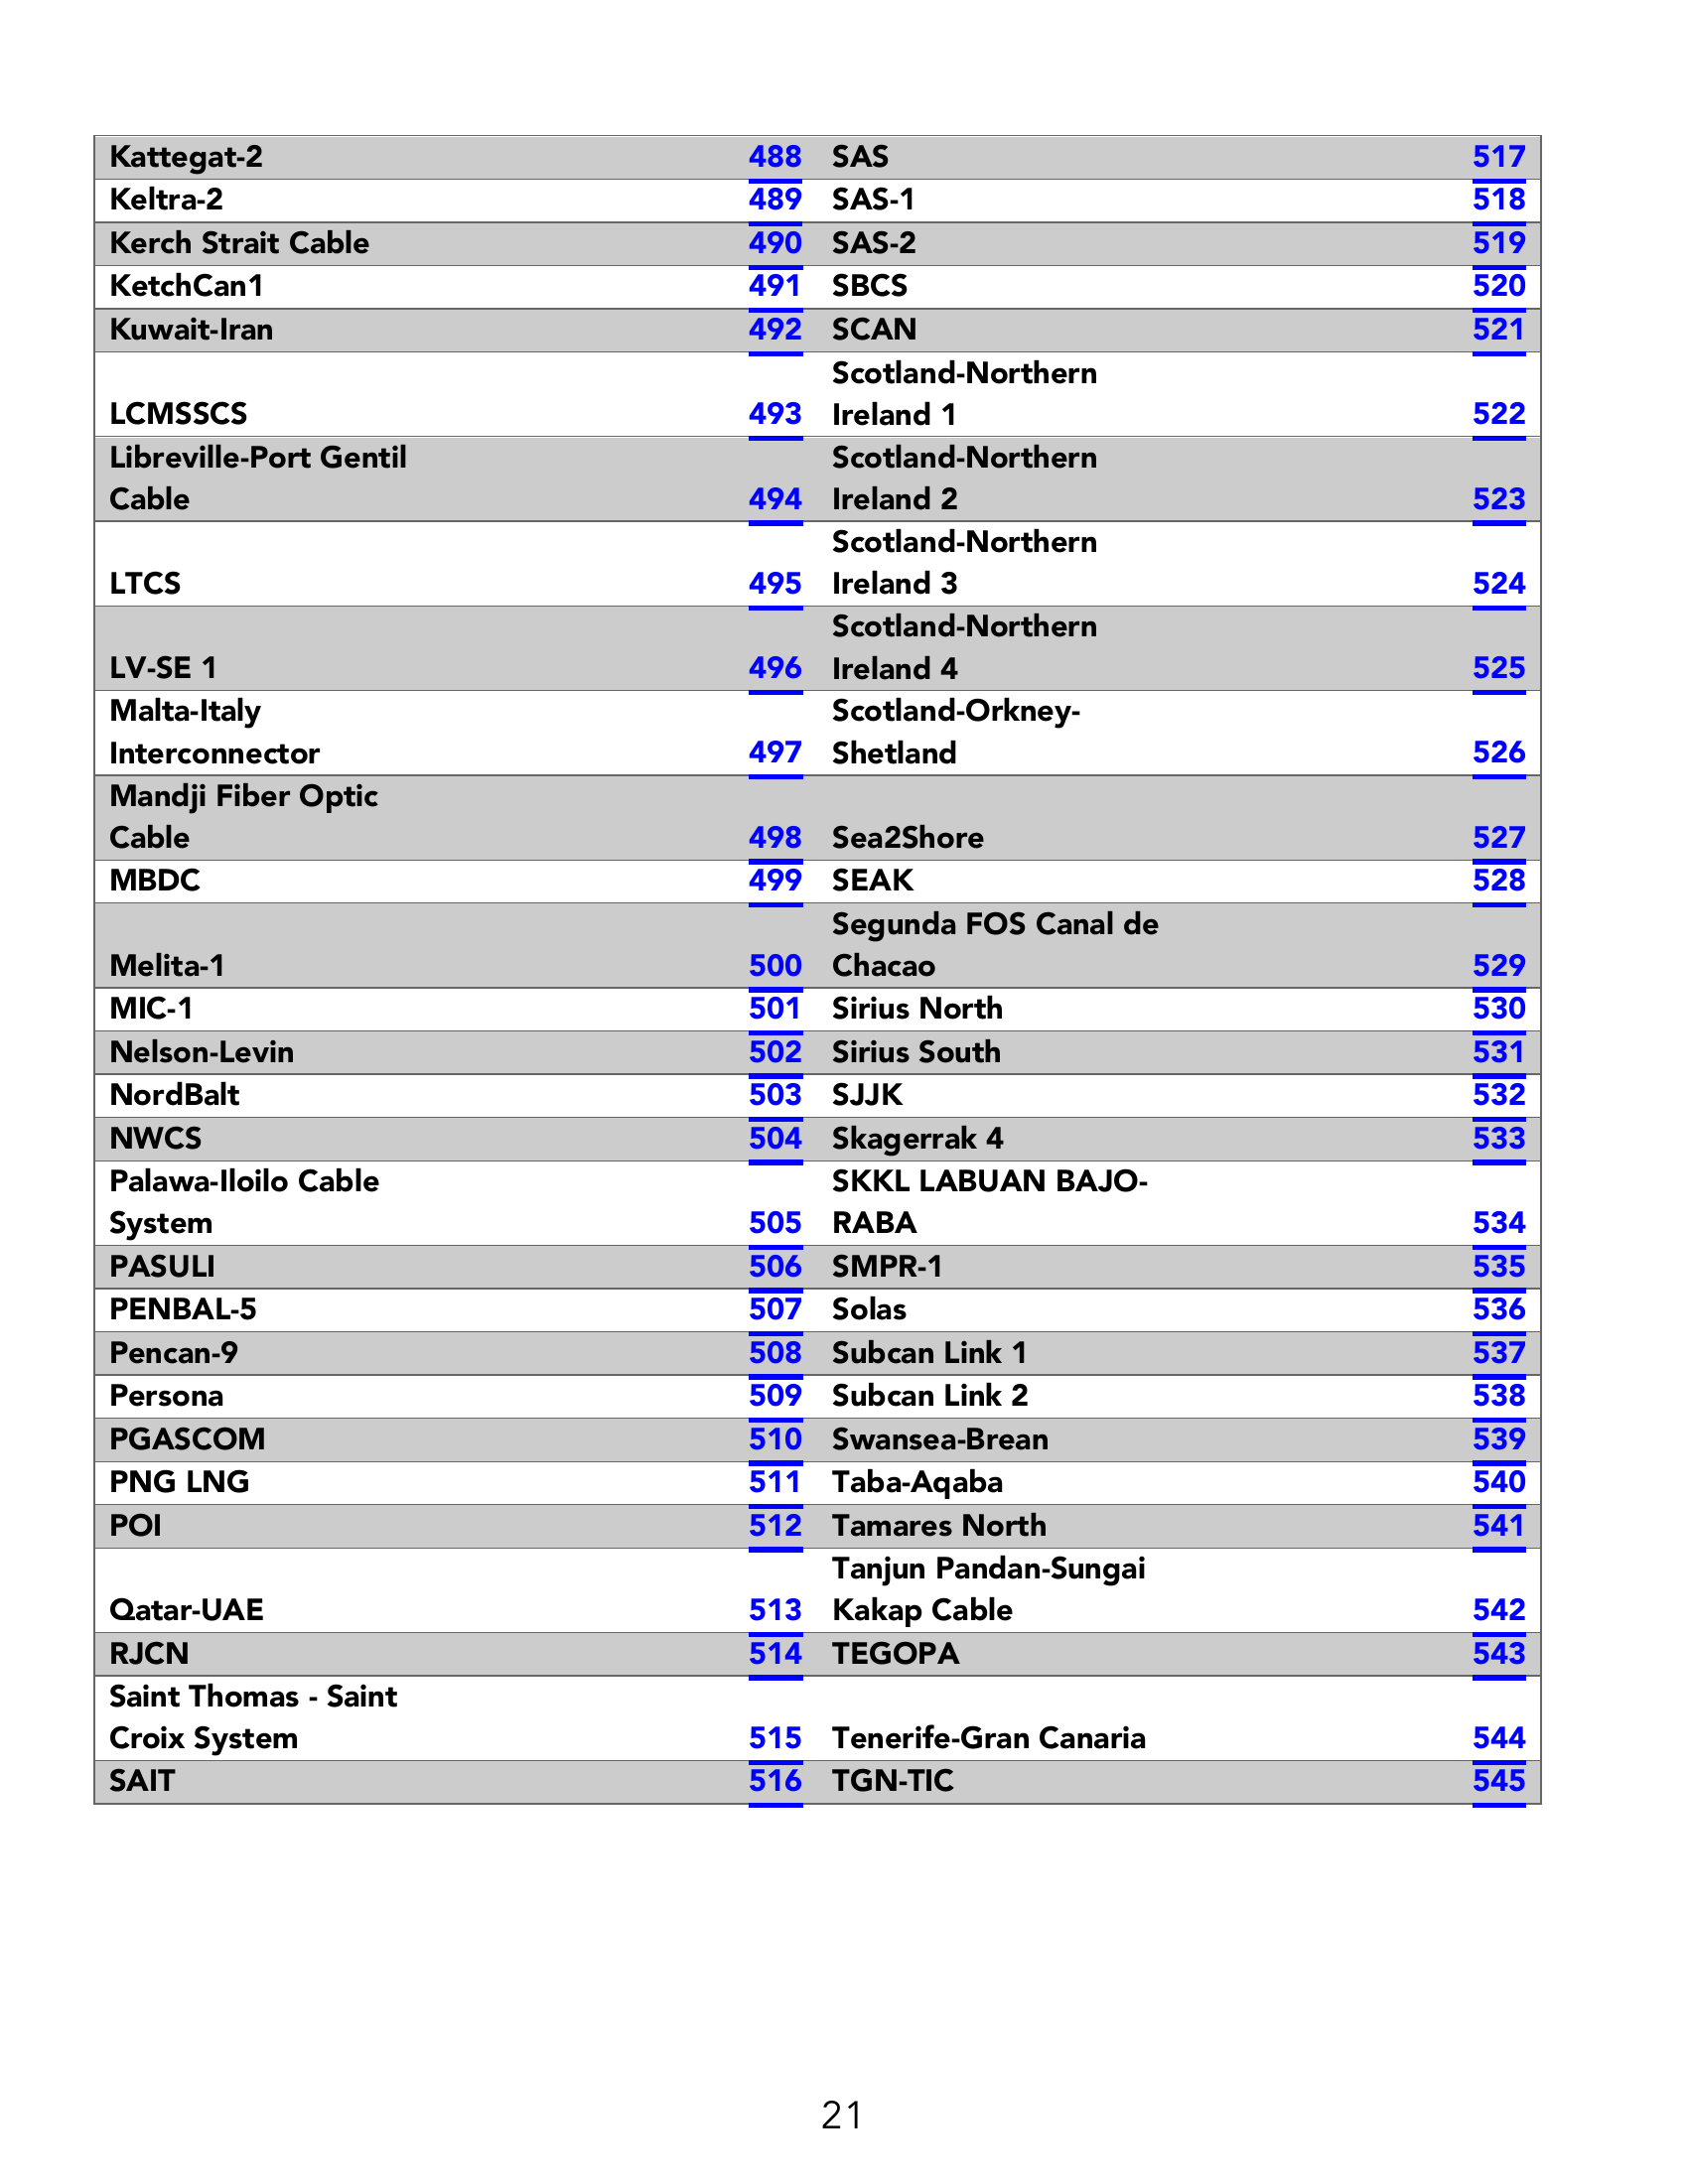 Kattegat-2 488 SAS 517
Keltra-2 489 SAS-1 518
Kerch Strait Cable 490 SAS-2 519
KetchCan1 491 SBCS 520
Kuwait-Iran 492 SCAN 521
Scotland-Northern
LCMSSCS 493 Ireland 1 522
Libreville-Port Gentil Scotland-Northern
Cable 494 Ireland 2 523
Scotland-Northern
LTCS 495 Ireland 3 524
Scotland-Northern
LV-SE 1 496 Ireland 4 525
Malta-Italy Scotland-Orkney-
Interconnector 497 Shetland 526
Mandji Fiber Optic
Cable 498 Sea2Shore 527
MBDC 499 SEAK 528
Segunda FOS Canal de
Melita-1 500 Chacao 529
MIC-1 501 Sirius North 530
Nelson-Levin 502 Sirius South 531
NordBalt 503 SJJK 532
NWCS 504 Skagerrak 4 533
Palawa-Iloilo Cable SKKL LABUAN BAJO-
System 505 RABA 534
PASULI 506 SMPR-1 535
PENBAL-5 507 Solas 536
Pencan-9 508 Subcan Link 1 537
Persona 509 Subcan Link 2 538
PGASCOM 510 Swansea-Brean 539
PNG LNG 511 Taba-Aqaba 540
POI 512 Tamares North 541
Tanjun Pandan-Sungai
Qatar-UAE 513 Kakap Cable 542
RJCN 514 TEGOPA 543
Saint Thomas - Saint
Croix System 515 Tenerife-Gran Canaria 544
SAIT 516 TGN-TIC 545
21